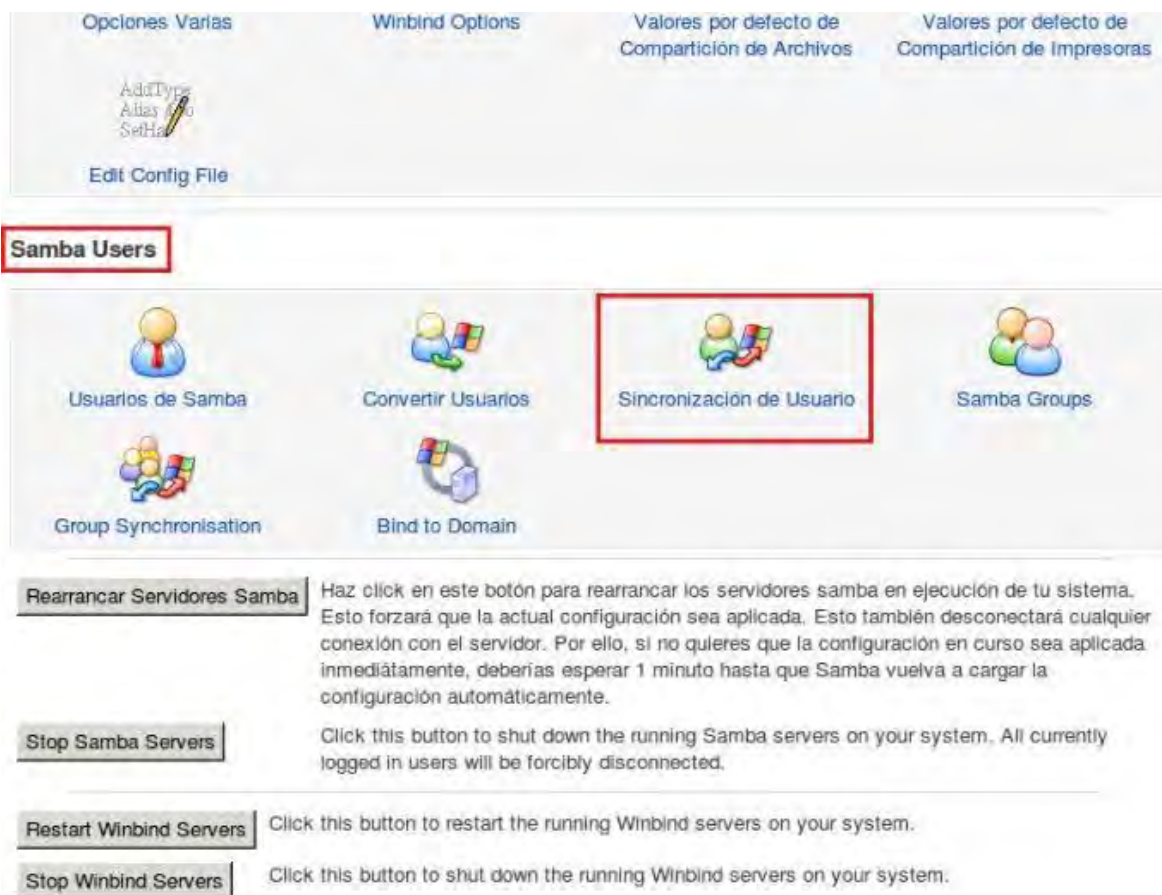 Opciones Varias
Winbind Options
Valores por defecto de
Compartición de Archivos
Valores por defecto de
Compartición de Impresoras
AddType
Alias
SetHa
Edit Config File
Samba Users
Usuarios de Samba
Convertir Usuarios
Sincronización de Usuario
Samba Groups
Group Synchronisation
Bind to Domain
Rearrancar Servidores Samba
Haz click en este botón para rearrancar los servidores samba en ejecución de tu sistema.
Esto forzará que la actual configuración sea aplicada. Esto también desconectará cualquier
conexión con el servidor. Por ello, si no quieres que la configuración en curso sea aplicada
inmediátamente, deberías esperar 1 minuto hasta que Samba vuelva a cargar la
configuración automáticamente.
Stop Samba Servers
Click this button to shut down the running Samba servers on your system. All currently
logged in users will be forcibly disconnected.
Restart Winbind Servers
Click this button to restart the running Winbind servers on your system.
Stop Winbind Servers
Click this button to shut down the running Winbind servers on your system.